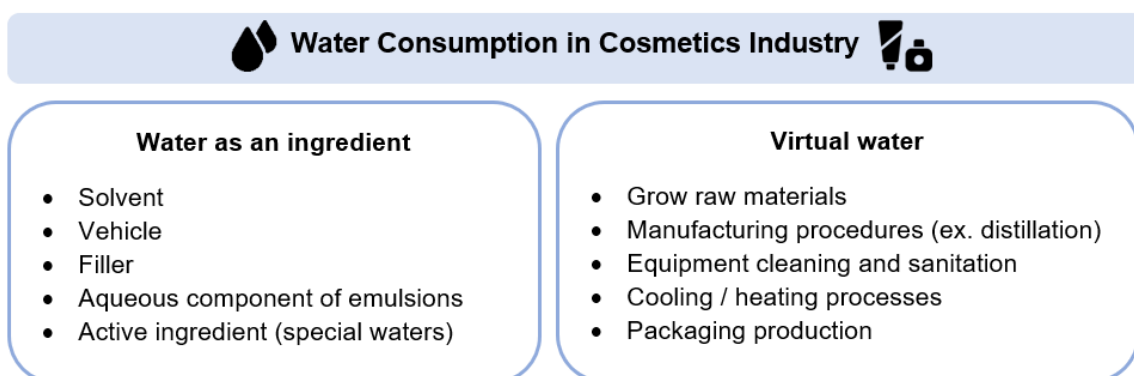 Water Consumption in Cosmetics Industry
Water as an ingredient
• Solvent
• Vehicle
• Filler
• Aqueous component of emulsions
• Active ingredient (special waters)
Virtual water
• Grow raw materials
• Manufacturing procedures (ex. distillation)
• Equipment cleaning and sanitation
• Cooling / heating processes
• Packaging production